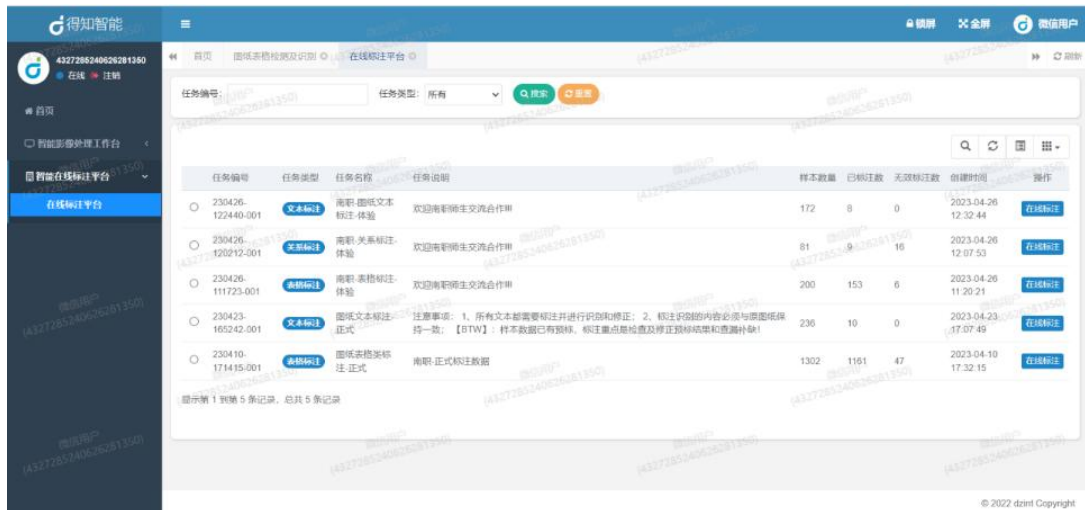 得知智能
锁屏 全屏 微信用户
4327285240626281350
在线 注销
首页 图纸表格检测及识别 在线标注平台 刷新
任务编号: 任务类型: 所有 搜索 重置
首页
智能影像处理工作台
智能在线标注平台
在线标注平台
任务编号 任务类型 任务名称 任务说明 样本数量 已标注数 无效标注数 创建时间 操作
230426-122440-001 文本标注 南职-图纸文本标注-体验 欢迎南职师生交流合作!!!! 172 8 0 2023-04-26 12:32:44 在线标注
230426-120212-001 关系标注 南职-关系标注-体验 欢迎南职师生交流合作!!!! 81 9 16 2023-04-26 12:07:53 在线标注
230426-111723-001 表格标注 南职-表格标注-体验 欢迎南职师生交流合作!!!! 200 153 6 2023-04-26 11:20:21 在线标注
230423-165242-001 文本标注 图纸文本标注-正式 注意事项: 1、所有文本都需要标注并进行识别和修正; 2、标注识别的内容必须与原图纸保持一致; 【BTW】: 样本数据已有预标, 标注重点是检查及修正预标结果和查漏补缺! 236 10 0 2023-04-23 17:07:49 在线标注
230410-171415-001 表格标注 图纸表格类标注-正式 南职-正式标注数据 1302 1161 47 2023-04-10 17:32:15 在线标注
显示第 1 到第 5 条记录, 总共 5 条记录
微信用户
(4327285240626281350)
© 2022 dzint Copyright